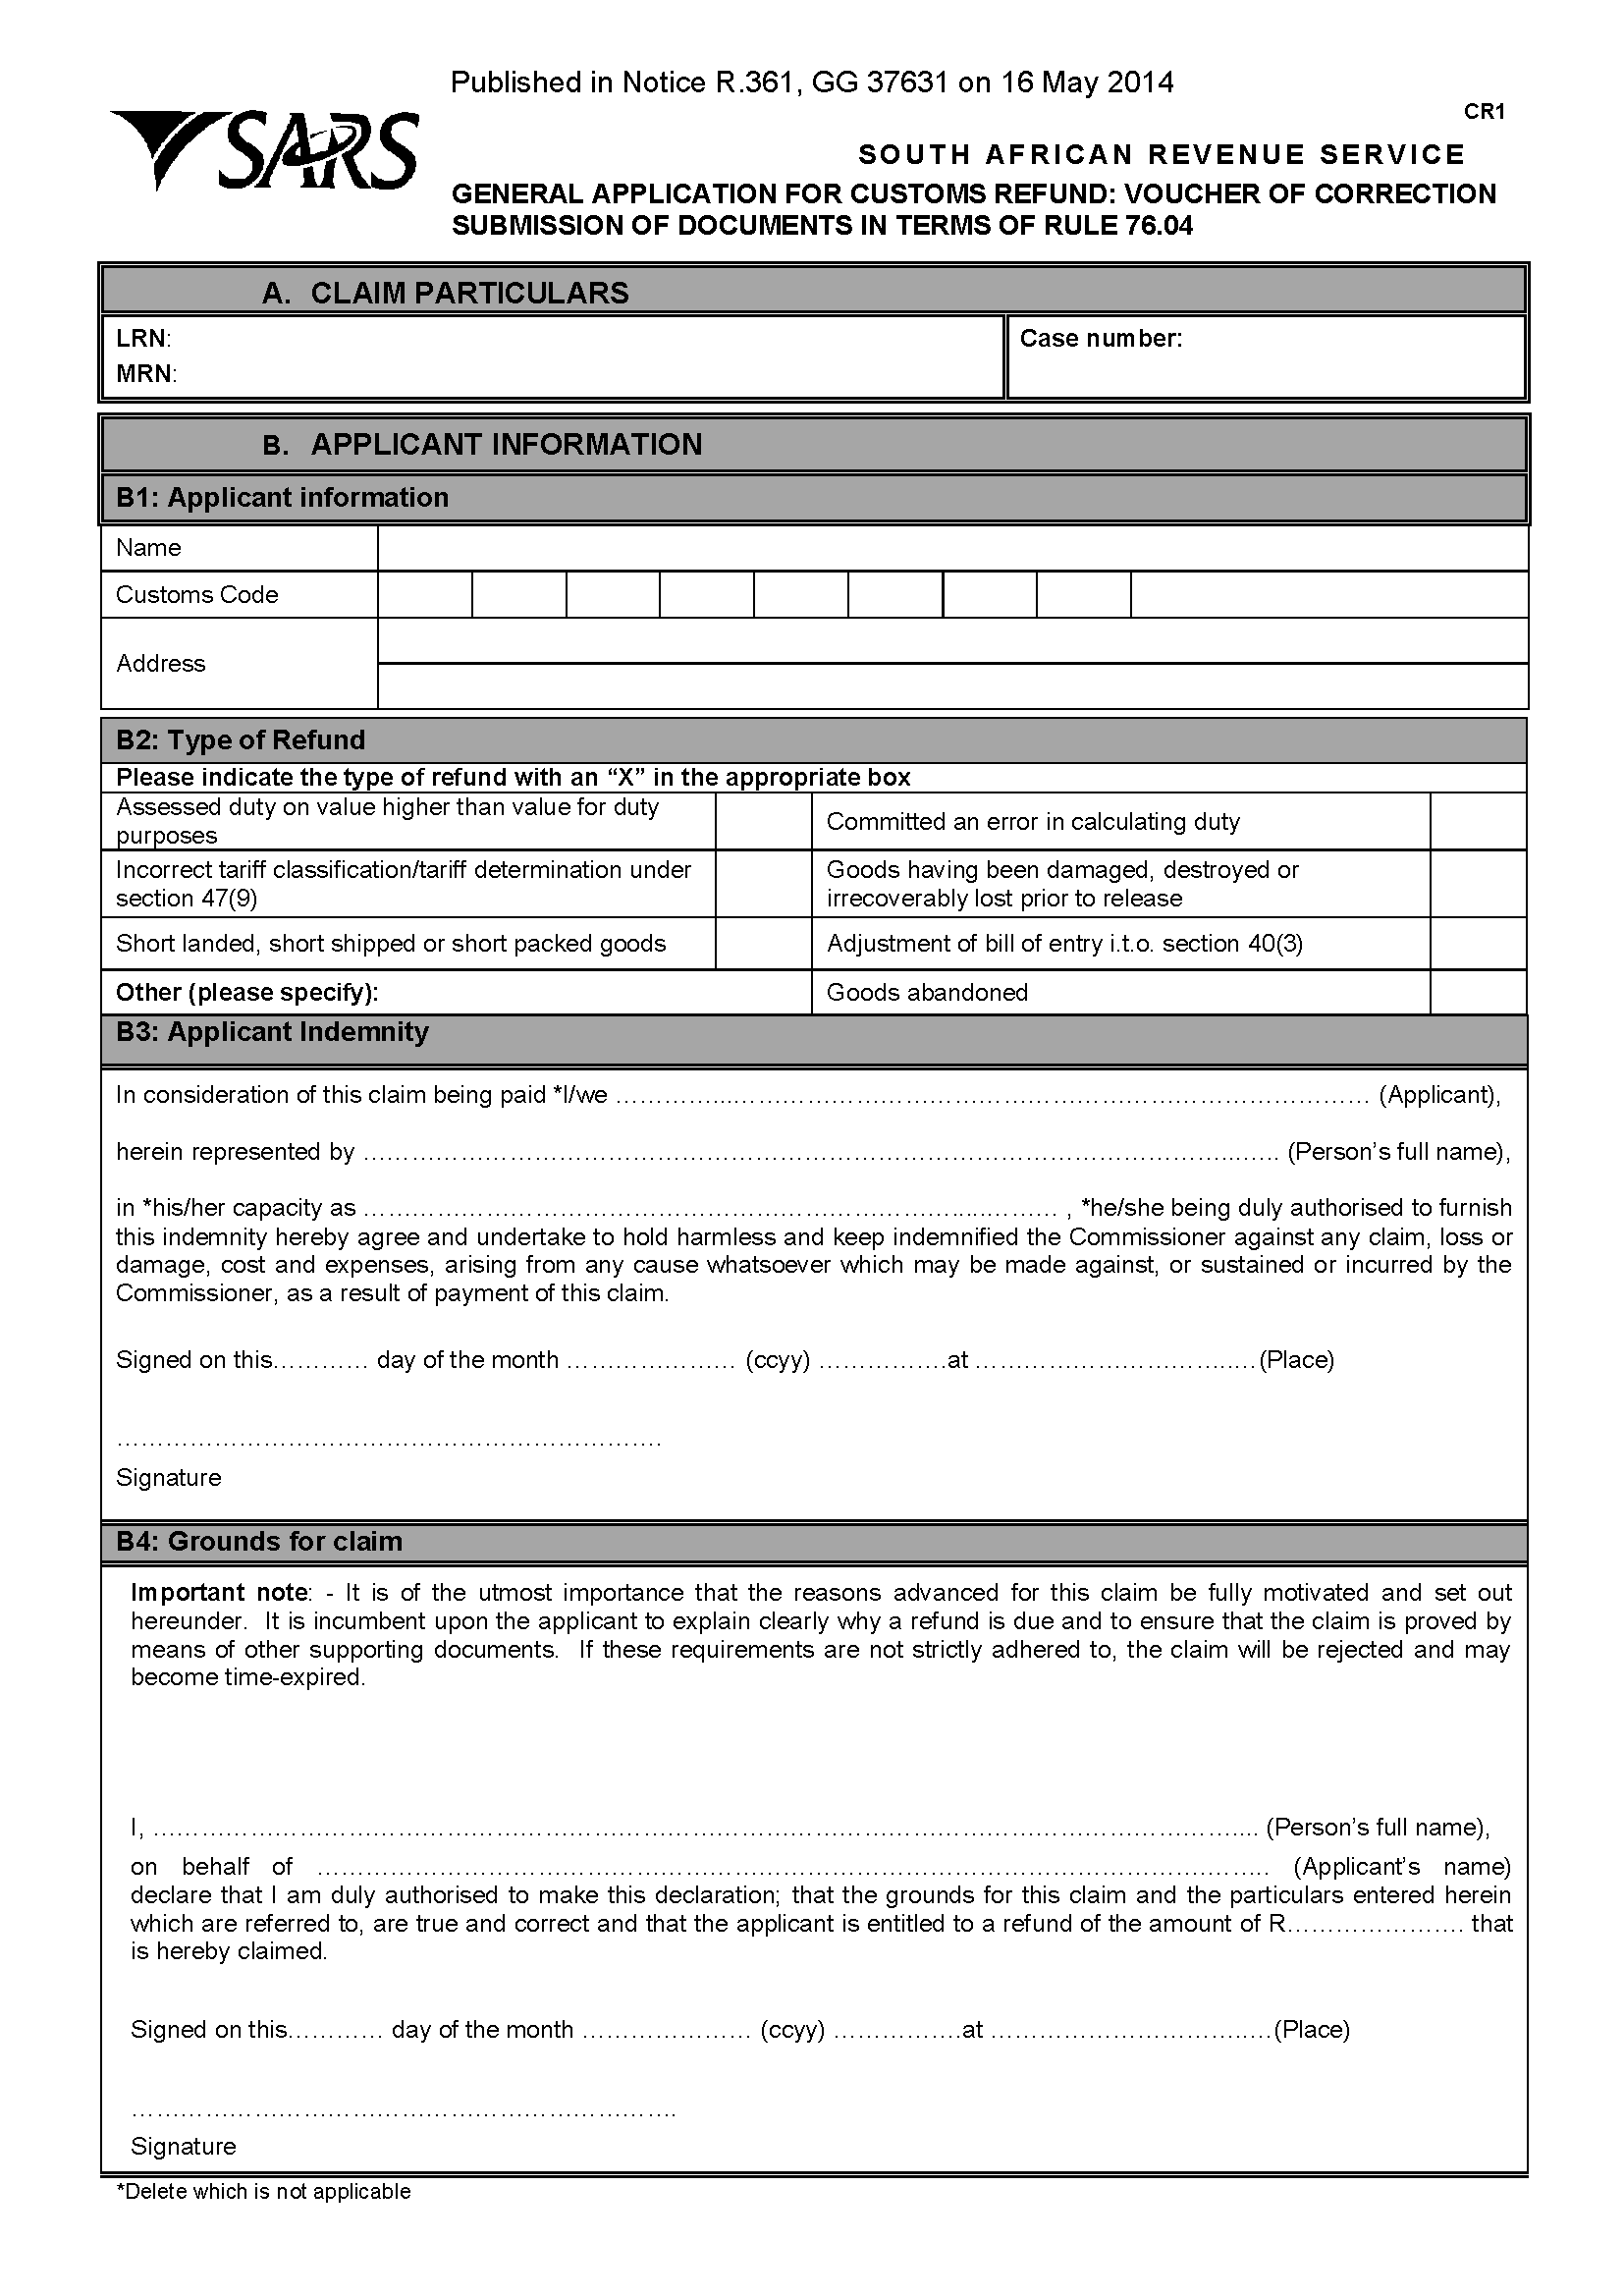 Published in Notice R.361, GG 37631 on 16 May 2014
CR1
SARS
SOUTH AFRICAN REVENUE SERVICE
GENERAL APPLICATION FOR CUSTOMS REFUND: VOUCHER OF CORRECTION
SUBMISSION OF DOCUMENTS IN TERMS OF RULE 76.04
A. CLAIM PARTICULARS
LRN:
MRN:
Case number:
B. APPLICANT INFORMATION
B1: Applicant information
Name
Customs Code
Address
B2: Type of Refund
Please indicate the type of refund with an “X” in the appropriate box
Assessed duty on value higher than value for duty
purposes
Committed an error in calculating duty
Incorrect tariff classification/tariff determination under
section 47(9)
Goods having been damaged, destroyed or
irrecoverably lost prior to release
Short landed, short shipped or short packed goods
Adjustment of bill of entry i.t.o. section 40(3)
Other (please specify):
Goods abandoned
B3: Applicant Indemnity
In consideration of this claim being paid *I/we …………...………………………………………………………………… (Applicant),
herein represented by ……………………………………………………………………………………………...…... (Person’s full name),
in *his/her capacity as ……………………………………………………………....……… , *he/she being duly authorised to furnish
this indemnity hereby agree and undertake to hold harmless and keep indemnified the Commissioner against any claim, loss or
damage, cost and expenses, arising from any cause whatsoever which may be made against, or sustained or incurred by the
Commissioner, as a result of payment of this claim.
Signed on this………… day of the month ………………… (ccyy) …………….at …………………………..…(Place)
………………………………………………………….
Signature
B4: Grounds for claim
Important note: - It is of the utmost importance that the reasons advanced for this claim be fully motivated and set out
hereunder. It is incumbent upon the applicant to explain clearly why a refund is due and to ensure that the claim is proved by
means of other supporting documents. If these requirements are not strictly adhered to, the claim will be rejected and may
become time-expired.
I, ………………………………………………………………………………………………………………………... (Person’s full name),
on behalf of ……………………………………………………………………………………………………….. (Applicant’s name)
declare that I am duly authorised to make this declaration; that the grounds for this claim and the particulars entered herein
which are referred to, are true and correct and that the applicant is entitled to a refund of the amount of R…………………. that
is hereby claimed.
Signed on this………… day of the month ………………… (ccyy) …………….at …………………………..…(Place)
………………………………………………………….
Signature
*Delete which is not applicable